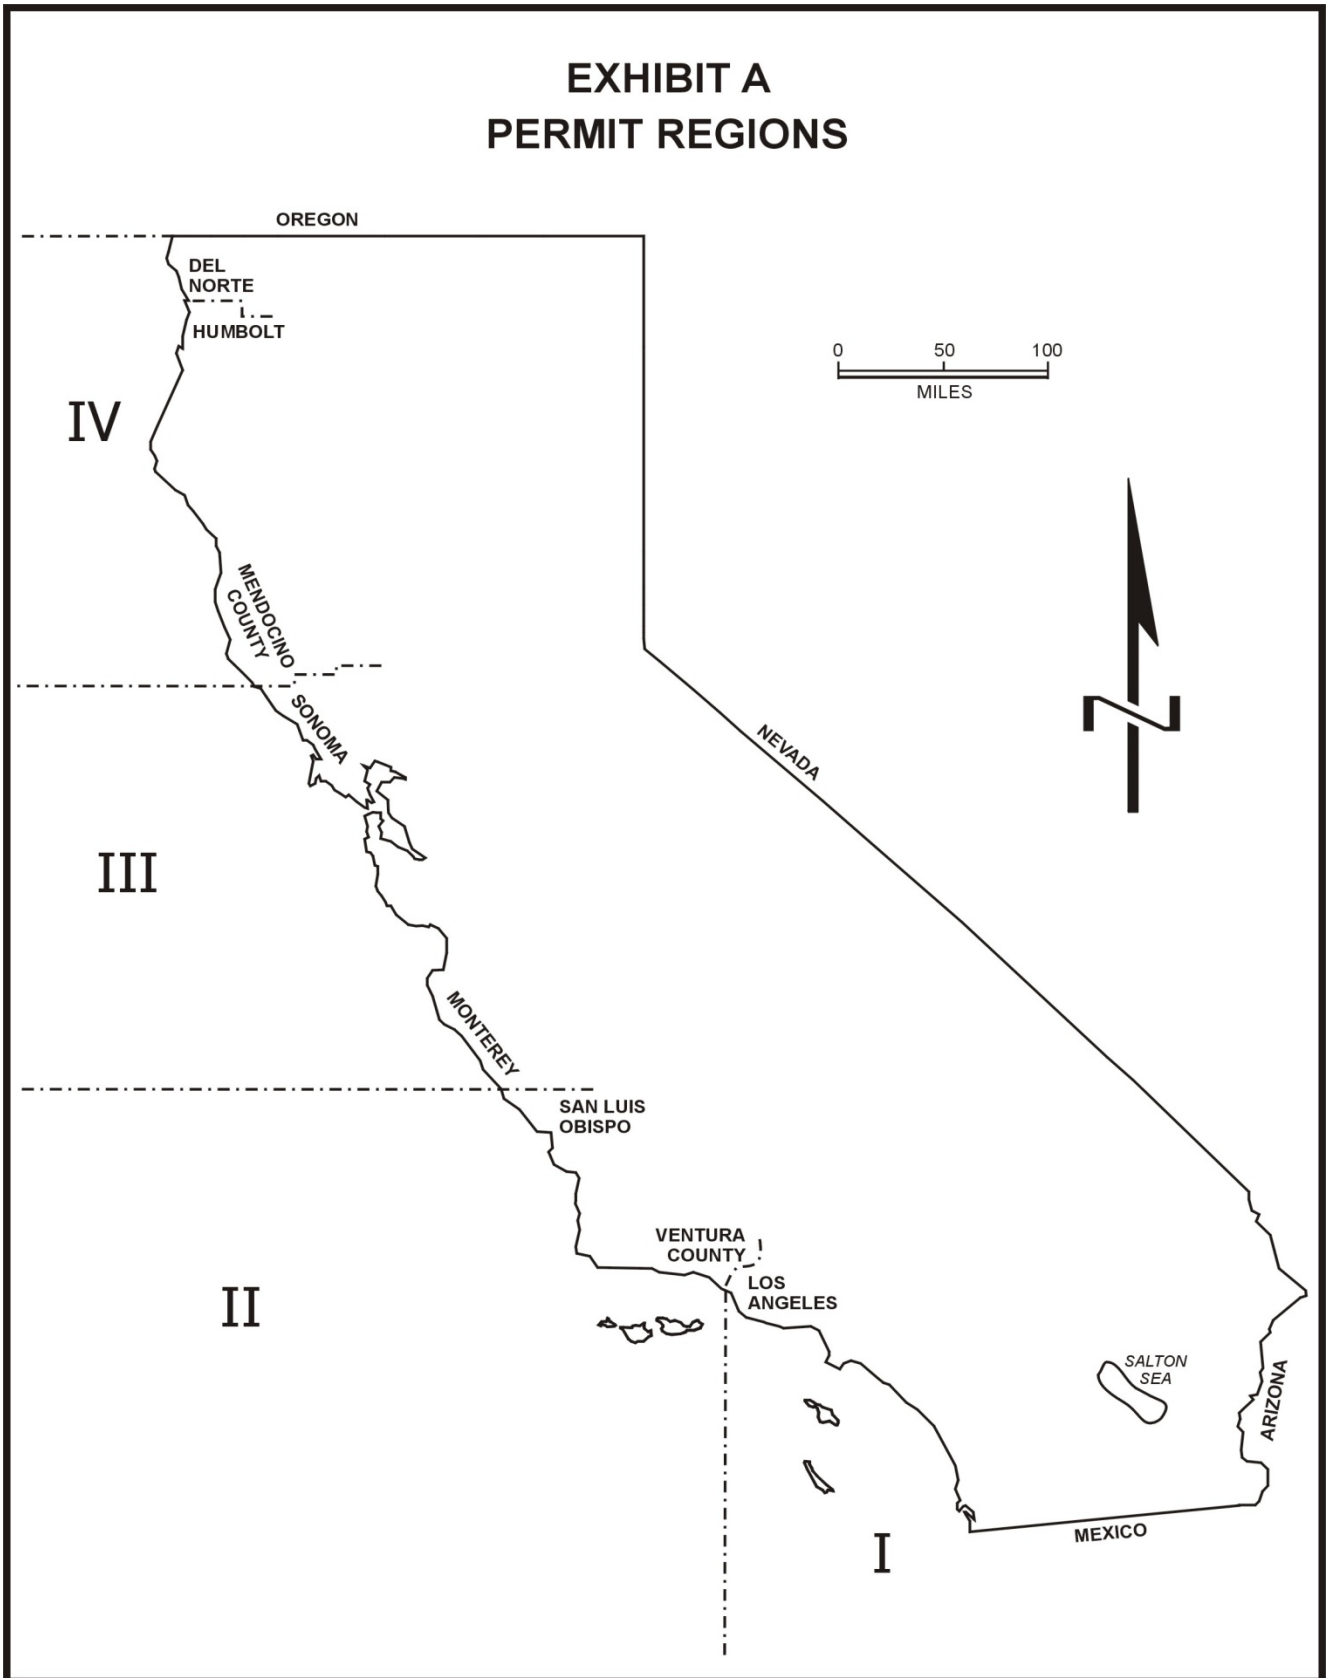 EXHIBIT A
PERMIT REGIONS
OREGON
DEL
NORTE
HUMBOLT
0 50 100
MILES
IV
MENDOCINO
COUNTY
SONOMA
NEVADA
N
III
MONTEREY
SAN LUIS
OBISPO
VENTURA
COUNTY
LOS
ANGELES
II
SALTON
SEA
ARIZONA
MEXICO
I